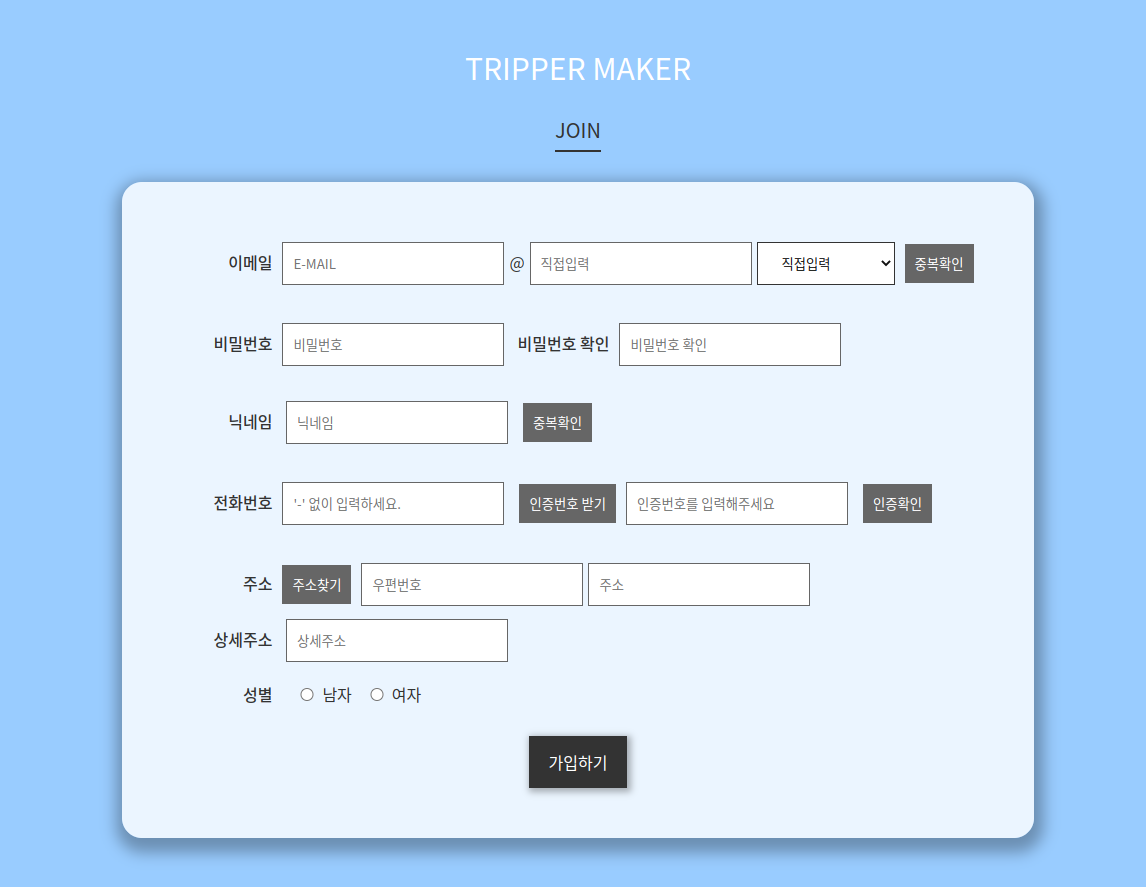 TRIPPER MAKER
JOIN
이메일 E-MAIL @ 직접입력 직접입력 중복확인
비밀번호 비밀번호 비밀번호 확인 비밀번호 확인
닉네임 닉네임 중복확인
전화번호 '-' 없이 입력하세요. 인증번호 받기 인증번호를 입력해주세요 인증확인
주소 주소찾기 우편번호 주소
상세주소 상세주소
성별 남자 여자
가입하기